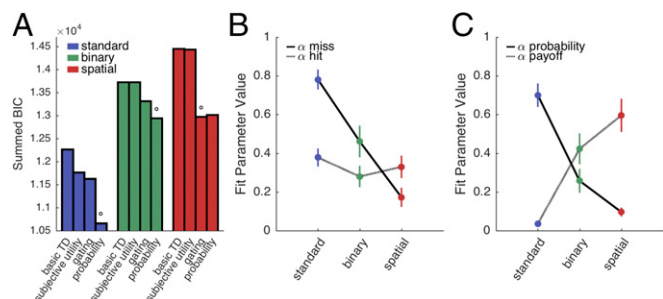 A
×10⁴
1.45
1.4
1.35
1.3
1.25
1.2
1.15
1.1
1.05
Summed BIC
standard
binary
spatial
basic TD
subjective utility
gating
probability
basic TD
subjective utility
gating
probability
basic TD
subjective utility
gating
probability
B
1
0.8
0.6
0.4
0.2
0
Fit Parameter Value
α miss
α hit
standard
binary
spatial
C
1
0.8
0.6
0.4
0.2
0
Fit Parameter Value
α probability
α payoff
standard
binary
spatial